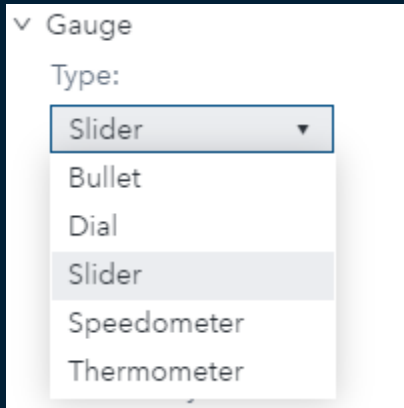 Gauge
Type:
Slider
Bullet
Dial
Slider
Speedometer
Thermometer